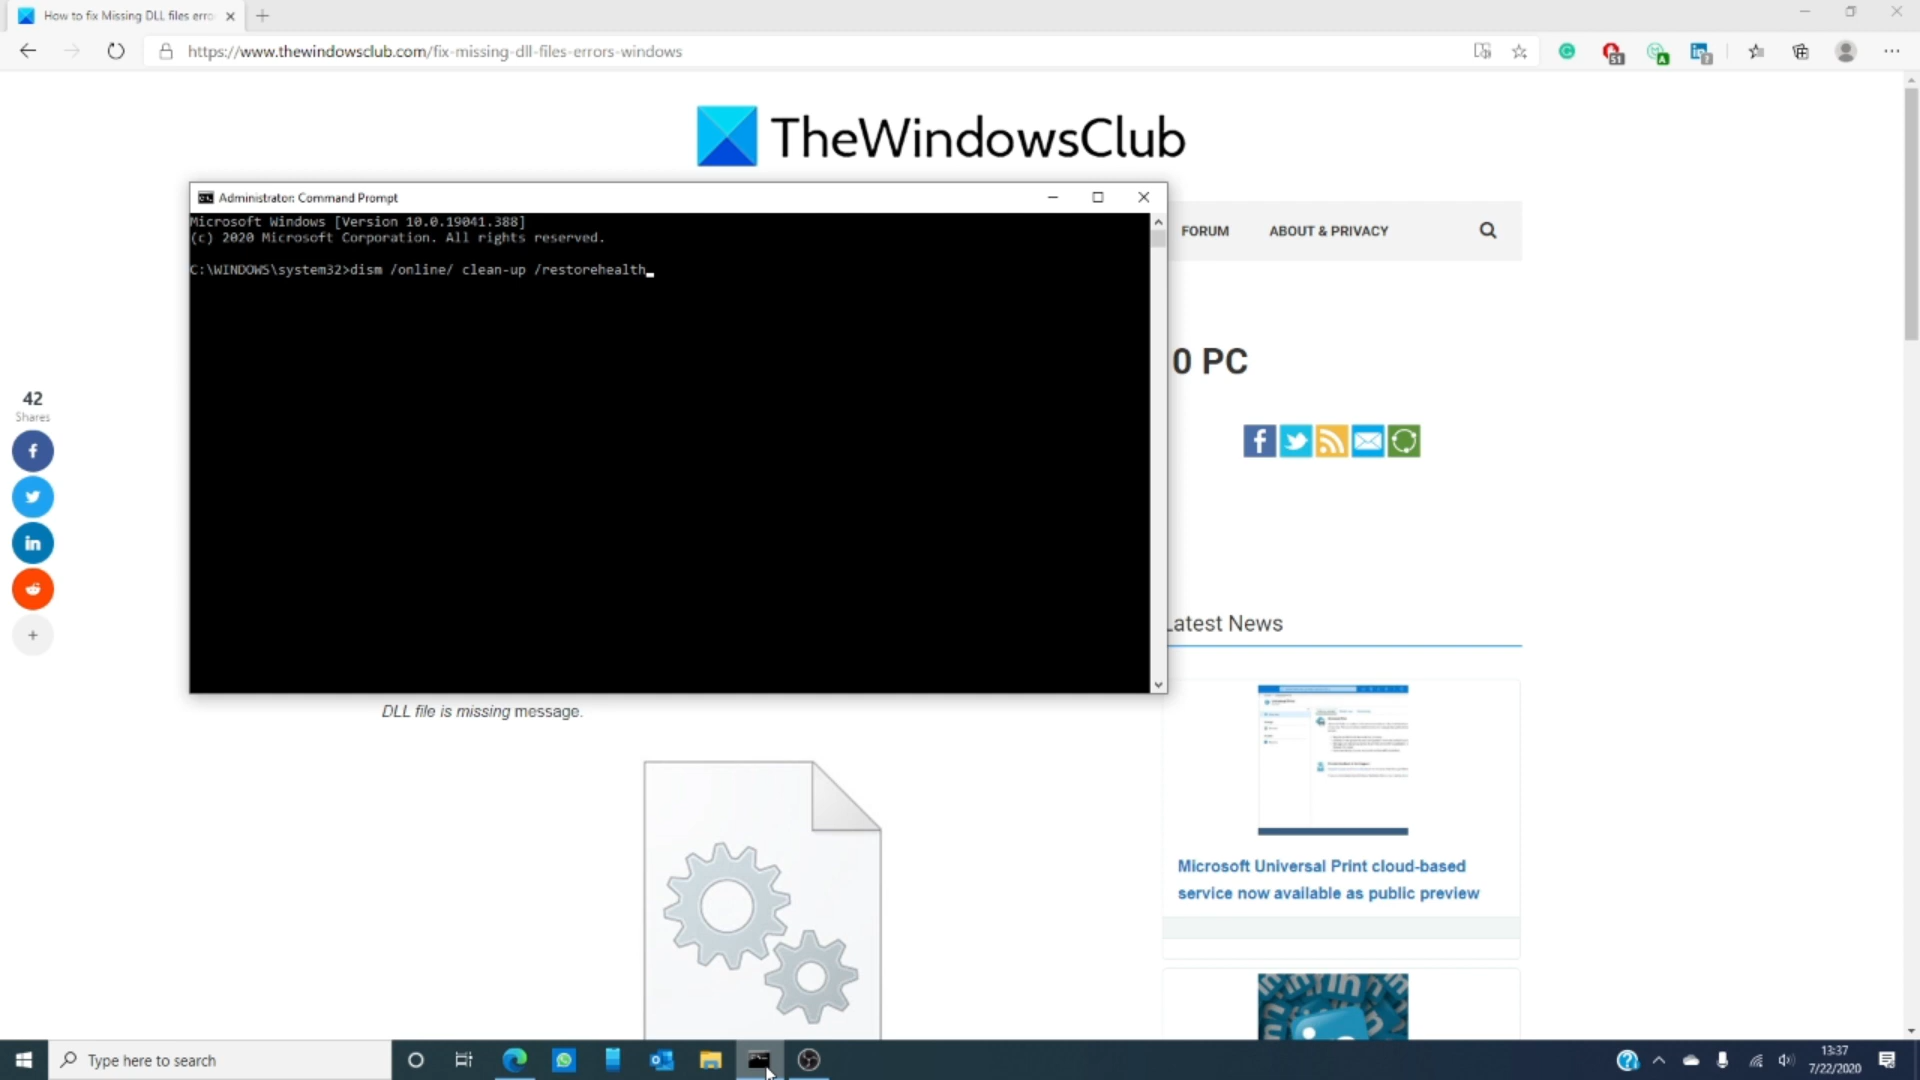 How to fix Missing DLL files erro
https://www.thewindowsclub.com/fix-missing-dll-files-errors-windows
51
A
7
TheWindowsClub
Administrator: Command Prompt
Microsoft Windows [Version 10.0.19041.388]
(c) 2020 Microsoft Corporation. All rights reserved.
C:\WINDOWS\system32>dism /online/ clean-up /restorehealth
FORUM
ABOUT & PRIVACY
0 PC
42
Shares
Latest News
DLL file is missing message.
Microsoft Universal Print cloud-based
service now available as public preview
Type here to search
13:37
7/22/2020